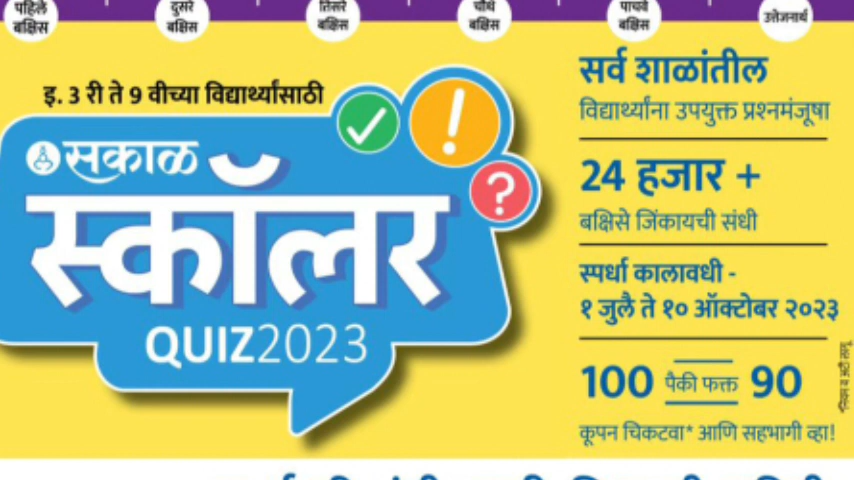 पहिले
बक्षिस
दुसरे
बक्षिस
तिसरे
बक्षिस
चौथे
बक्षिस
पाचवे
बक्षिस
उत्तेजनार्थ
इ. 3 री ते 9 वीच्या विद्यार्थ्यांसाठी
सकाळ
स्कॉलर
QUIZ2023
सर्व शाळांतील
विद्यार्थ्यांना उपयुक्त प्रश्नमंजूषा
24 हजार +
बक्षिसे जिंकायची संधी
स्पर्धा कालावधी -
१ जुलै ते १० ऑक्टोबर २०२३
100 पैकी फक्त 90
कूपन चिकटवा* आणि सहभागी व्हा!
*नियम व अटी लागू